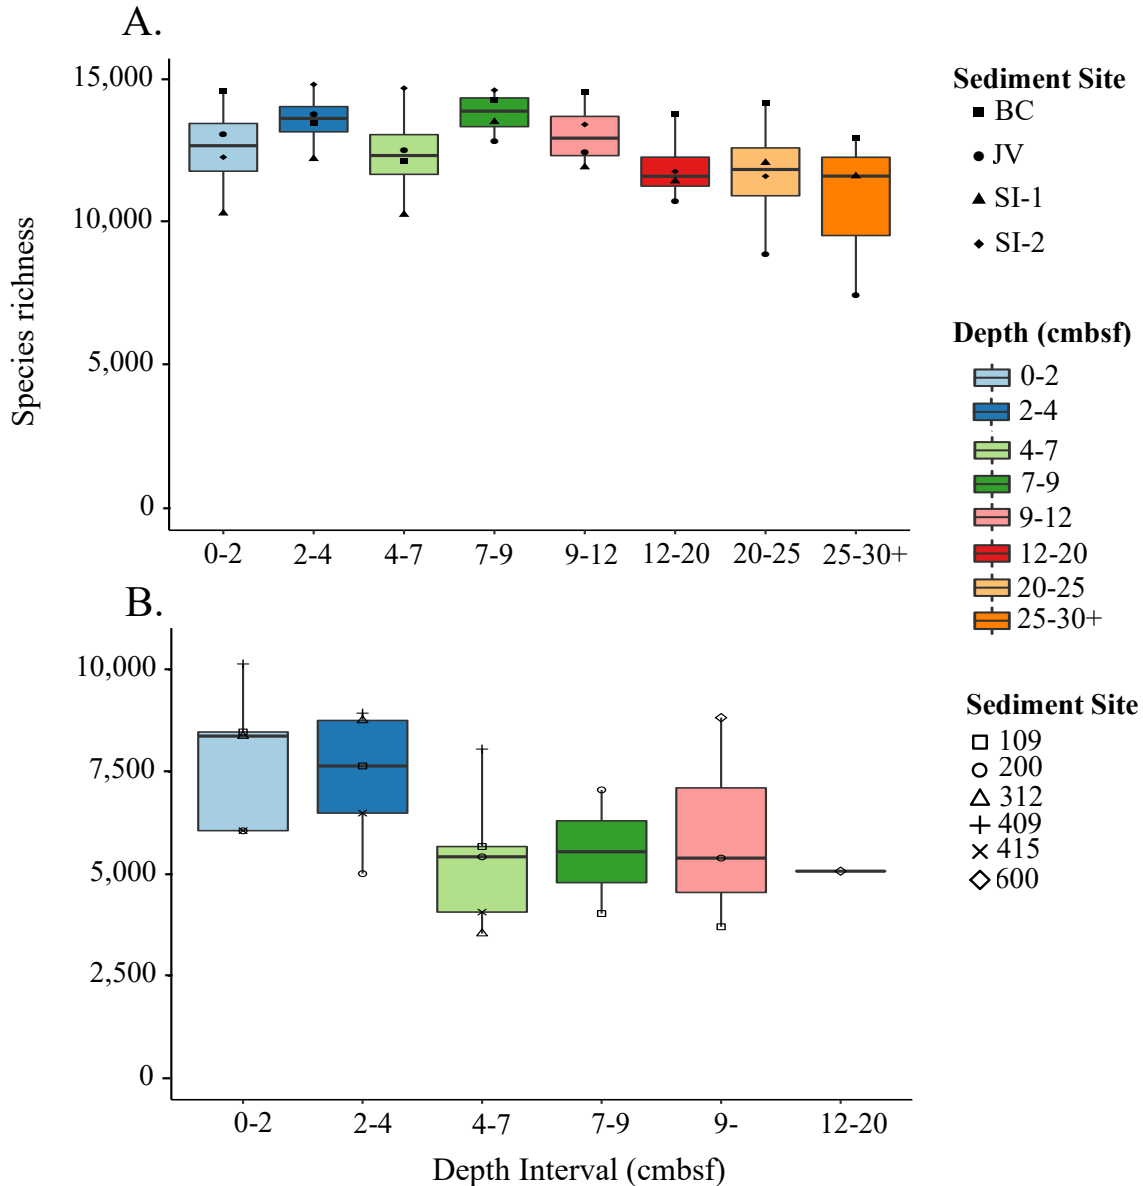 A.
Species richness
15,000
10,000
5,000
0
0-2 2-4 4-7 7-9 9-12 12-20 20-25 25-30+
Sediment Site
BC
JV
SI-1
SI-2
Depth (cmbsf)
0-2
2-4
4-7
7-9
9-12
12-20
20-25
25-30+
B.
10,000
7,500
5,000
2,500
0
0-2 2-4 4-7 7-9 9- 12-20
Depth Interval (cmbsf)
Sediment Site
109
200
312
409
415
600